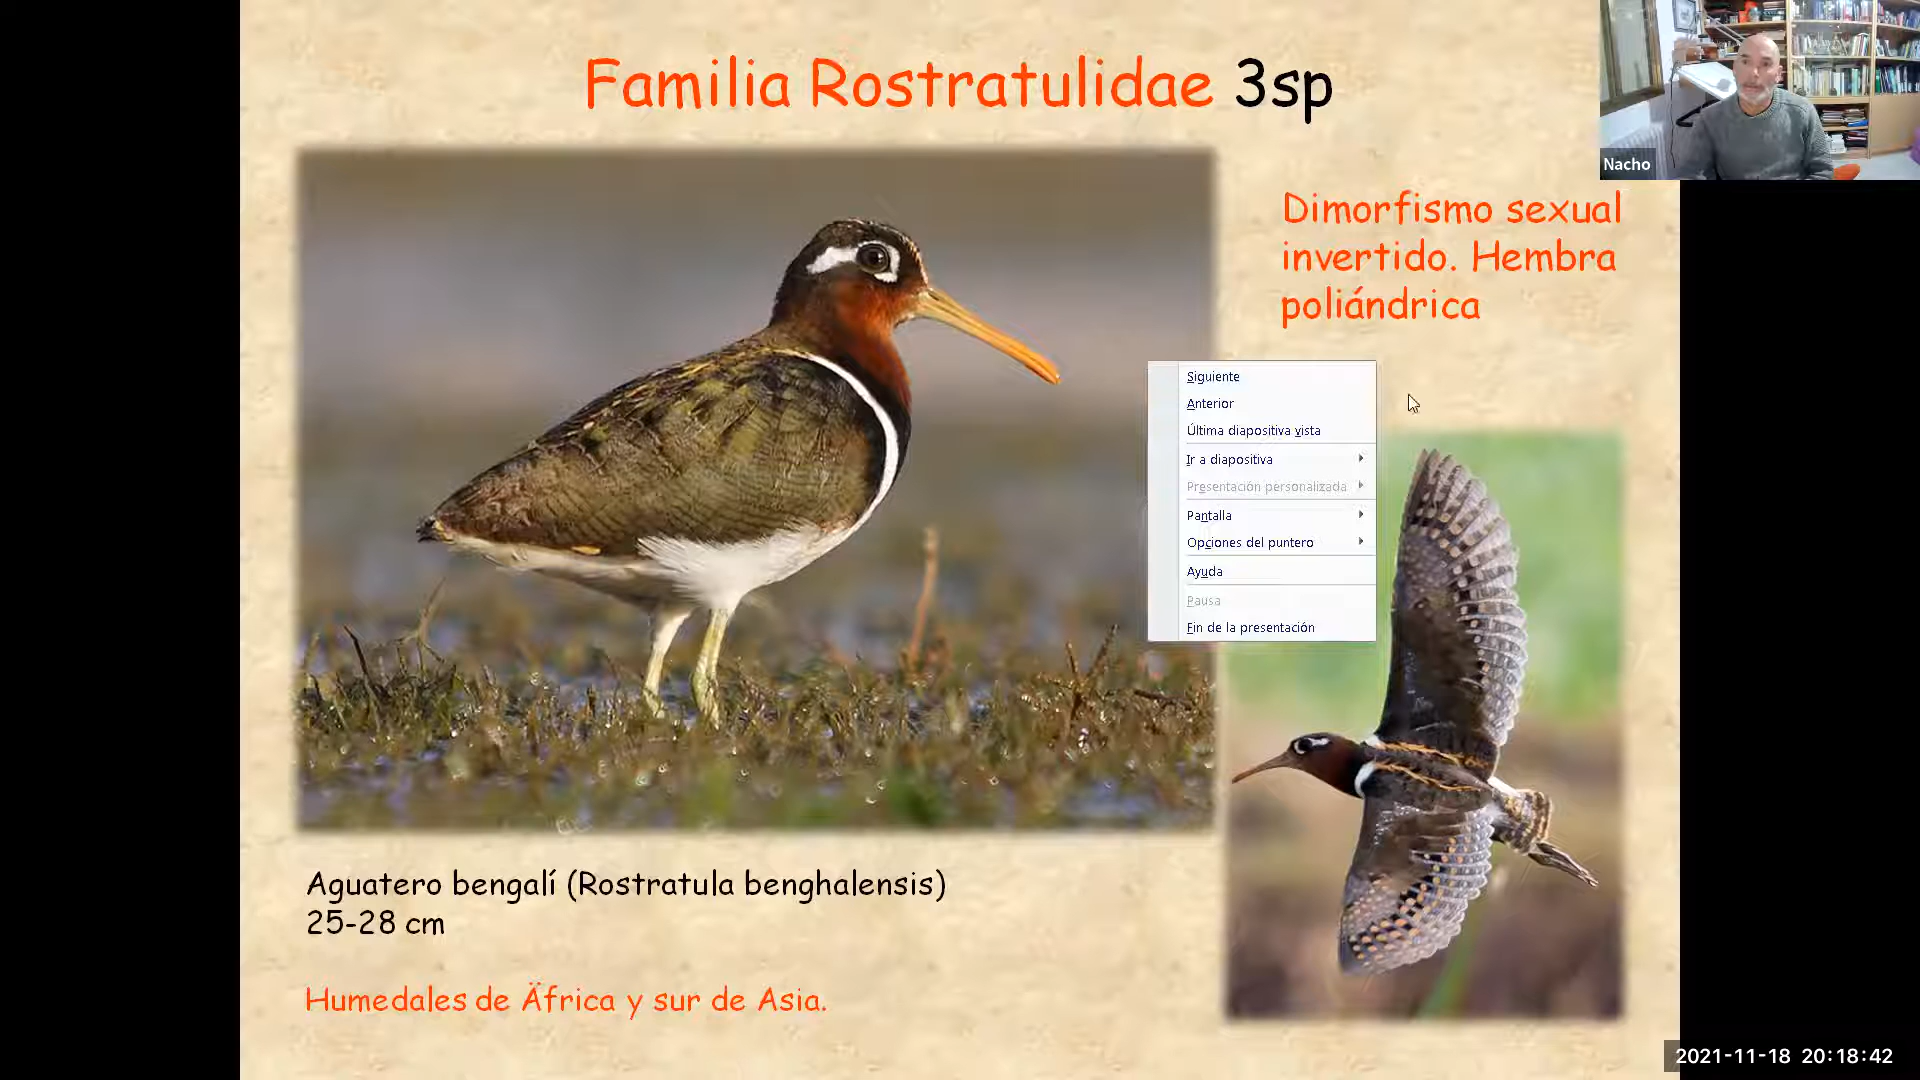 Familia Rostratulidae 3sp
Nacho
Dimorfismo sexual
invertido. Hembra
poliándrica
Siguiente
Anterior
Última diapositiva vista
Ir a diapositiva
Presentación personalizada
Pantalla
Opciones del puntero
Ayuda
Pausa
Fin de la presentación
Aguatero bengalí (Rostratula benghalensis)
25-28 cm
Humedales de Äfrica y sur de Asia.
2021-11-18 20:18:42